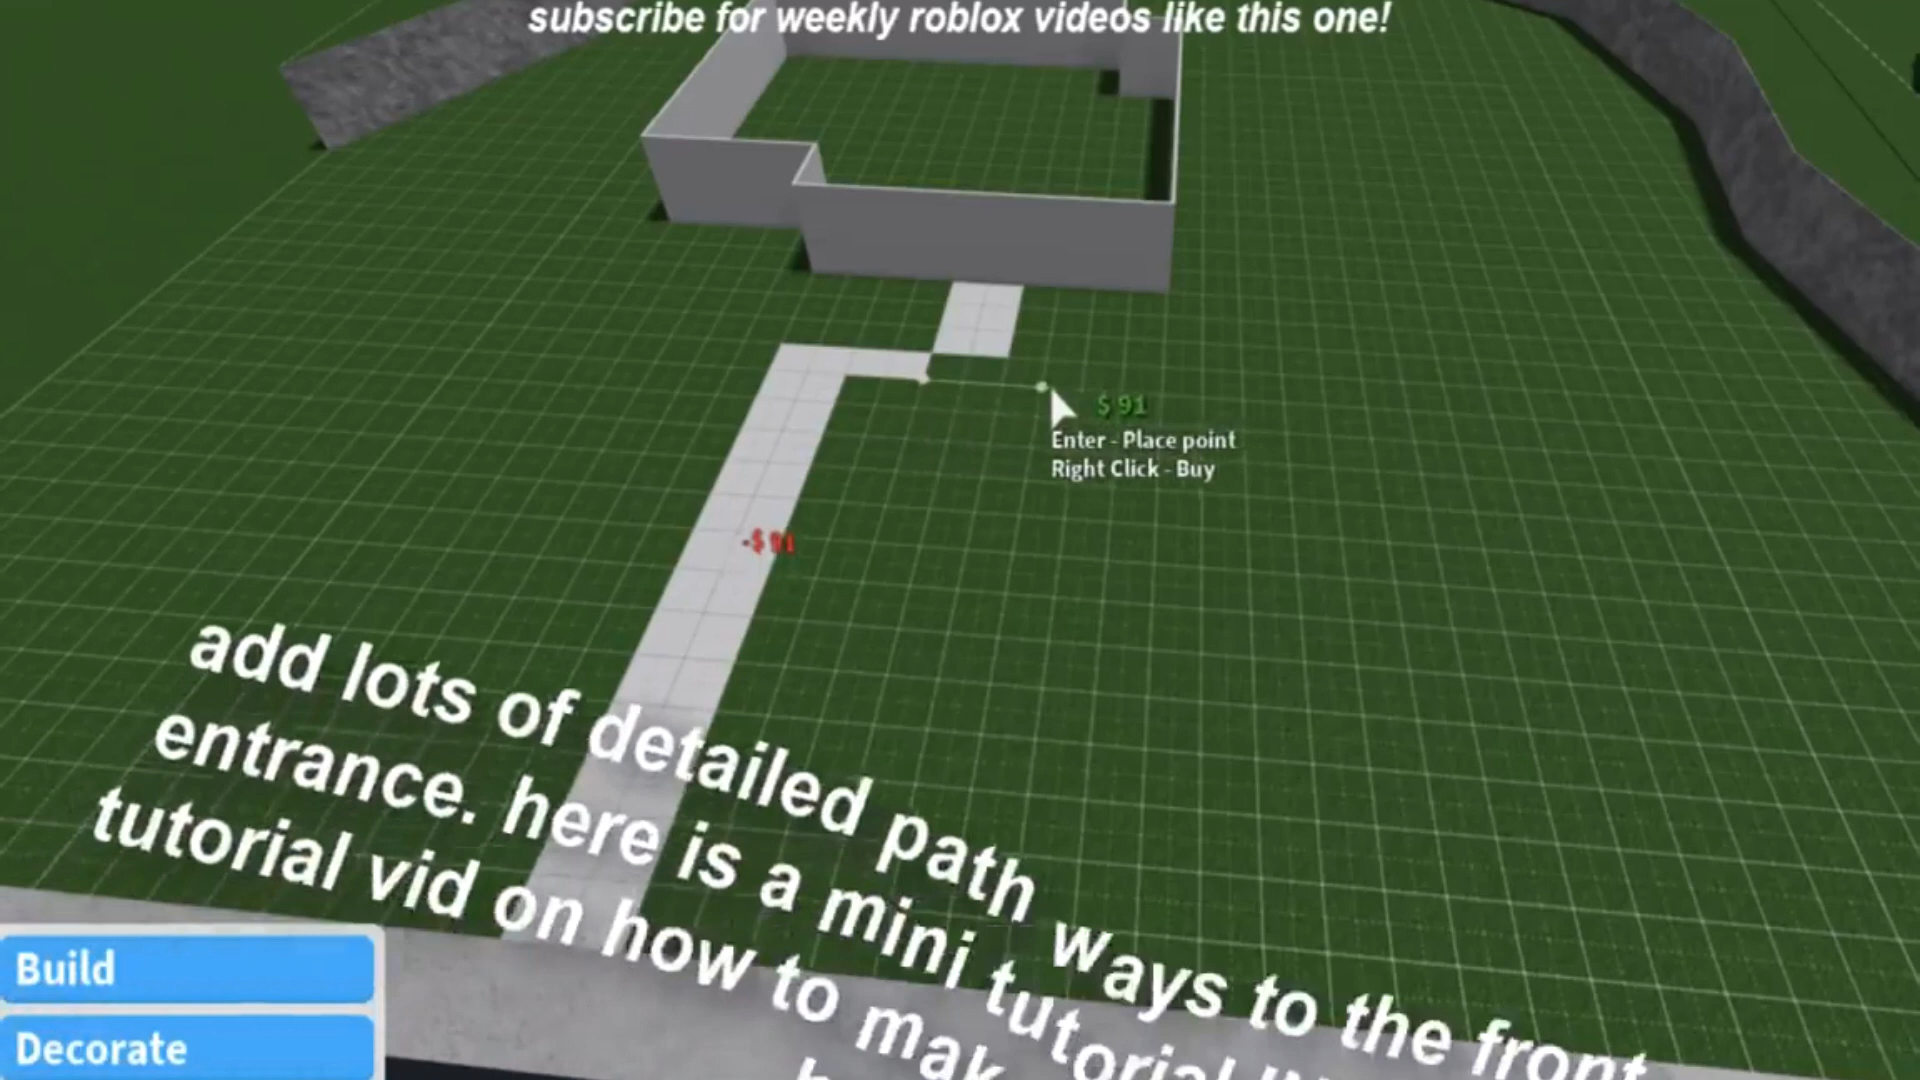 subscribe for weekly roblox videos like this one!
$ 91
Enter - Place point
Right Click - Buy
add lots of detailed path ways to the front
entrance. here is a mini tutorial
tutorial vid on how to mak
Build
Decorate